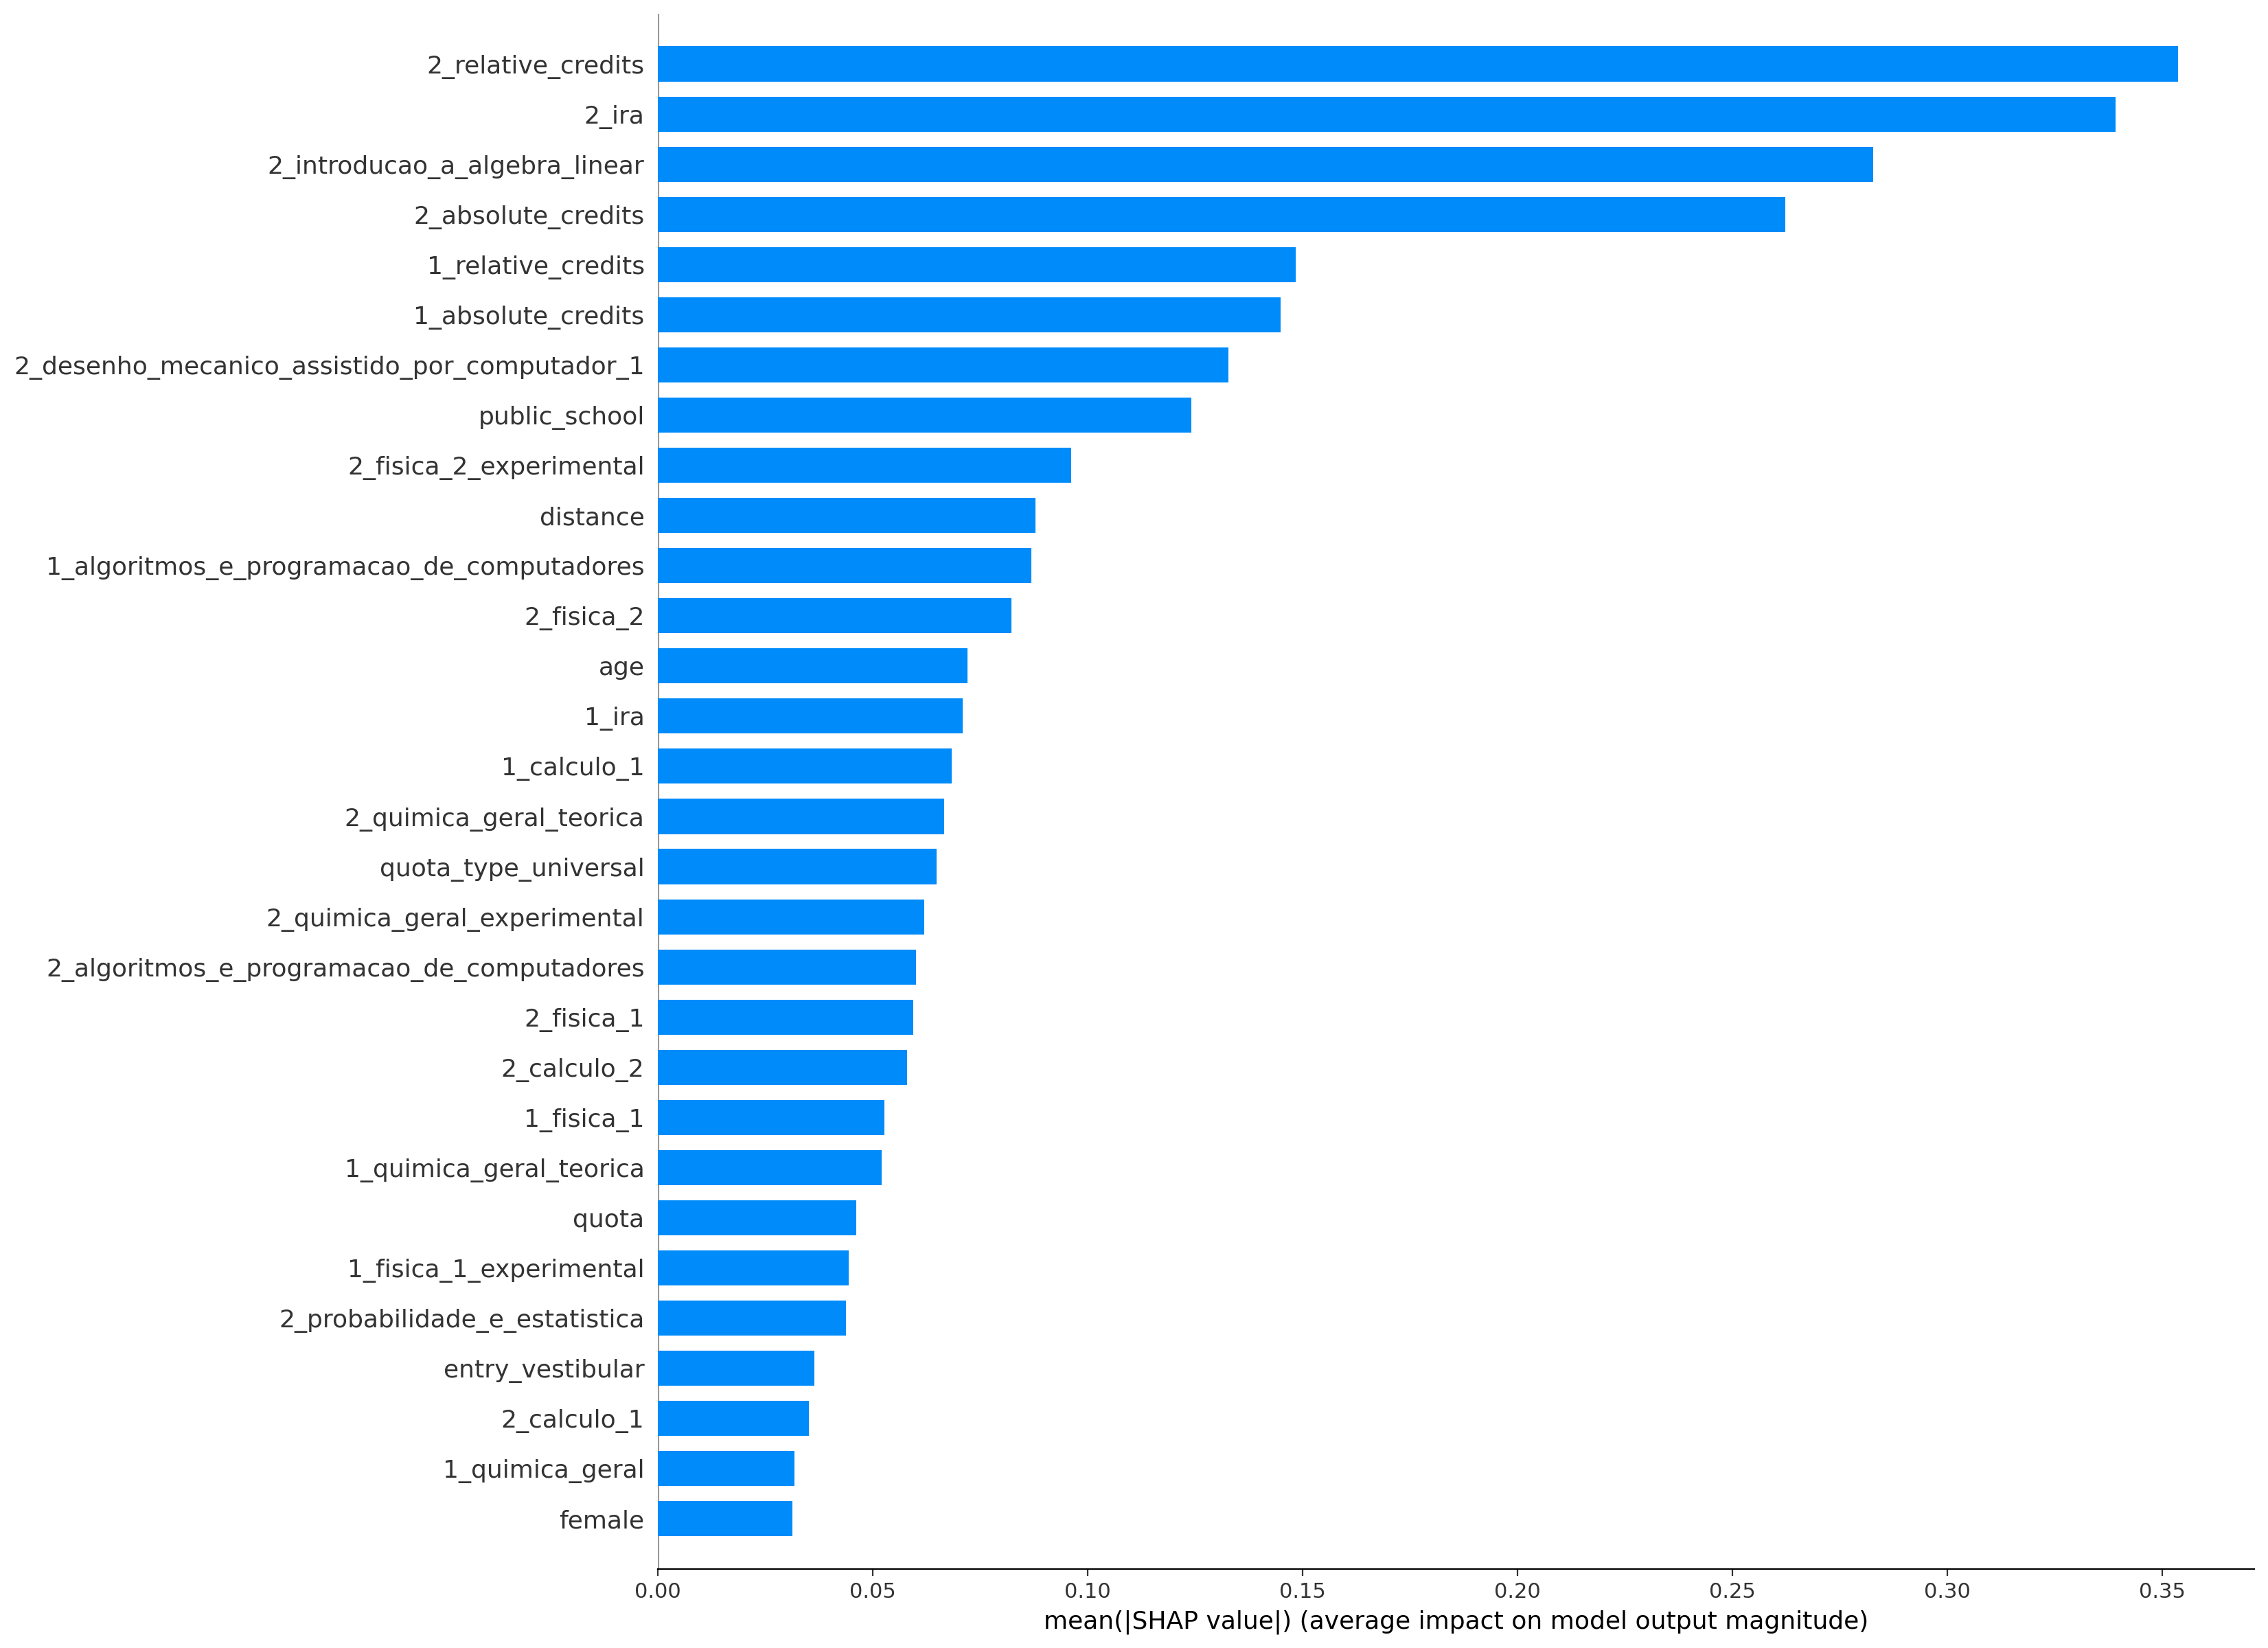 2_relative_credits
2_ira
2_introducao_a_algebra_linear
2_absolute_credits
1_relative_credits
1_absolute_credits
2_desenho_mecanico_assistido_por_computador_1
public_school
2_fisica_2_experimental
distance
1_algoritmos_e_programacao_de_computadores
2_fisica_2
age
1_ira
1_calculo_1
2_quimica_geral_teorica
quota_type_universal
2_quimica_geral_experimental
2_algoritmos_e_programacao_de_computadores
2_fisica_1
2_calculo_2
1_fisica_1
1_quimica_geral_teorica
quota
1_fisica_1_experimental
2_probabilidade_e_estatistica
entry_vestibular
2_calculo_1
1_quimica_geral
female
0.00 0.05 0.10 0.15 0.20 0.25 0.30 0.35
mean(|SHAP value|) (average impact on model output magnitude)